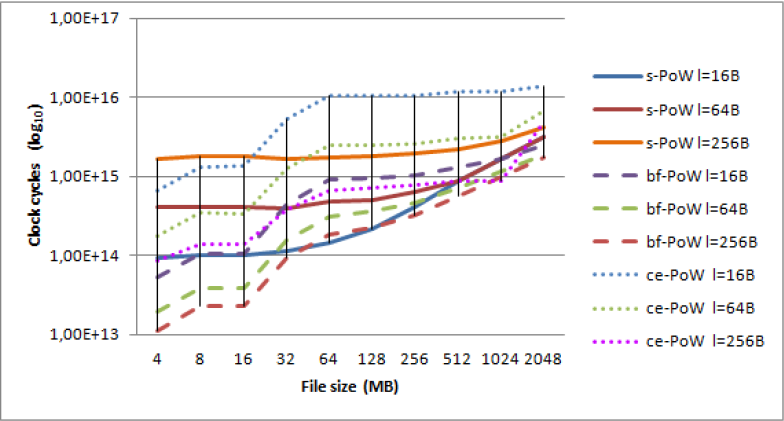 1,00E+17
1,00E+16
1,00E+15
1,00E+14
1,00E+13
Clock cycles (log10)
4 8 16 32 64 128 256 512 1024 2048
File size (MB)
s-PoW l=16B
s-PoW l=64B
s-PoW l=256B
bf-PoW l=16B
bf-PoW l=64B
bf-PoW l=256B
ce-PoW l=16B
ce-PoW l=64B
ce-PoW l=256B